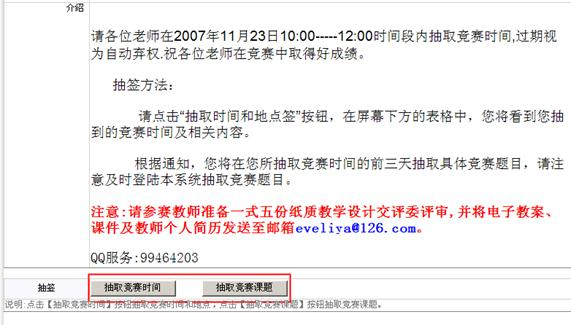 介绍
请各位老师在2007年11月23日10:00-----12:00时间段内抽取竞赛时间,过期视
为自动弃权.祝各位老师在竞赛中取得好成绩。
抽签方法：
请点击“抽取时间和地点签”按钮，在屏幕下方的表格中，您将看到您抽
到的竞赛时间及相关内容。
根据通知，您将在您所抽取竞赛时间的前三天抽取具体竞赛题目，请注
意及时登陆本系统抽取竞赛题目。
注意:请参赛教师准备一式五份纸质教学设计交评委评审,并将电子教案、
课件及教师个人简历发送至邮箱eveliya@126.com。
QQ服务:99464203
抽签 抽取竞赛时间 抽取竞赛课题
说明:点击【抽取竞赛时间】按钮抽取竞赛时间和地点；点击【抽取竞赛课题】按钮抽取竞赛课题。